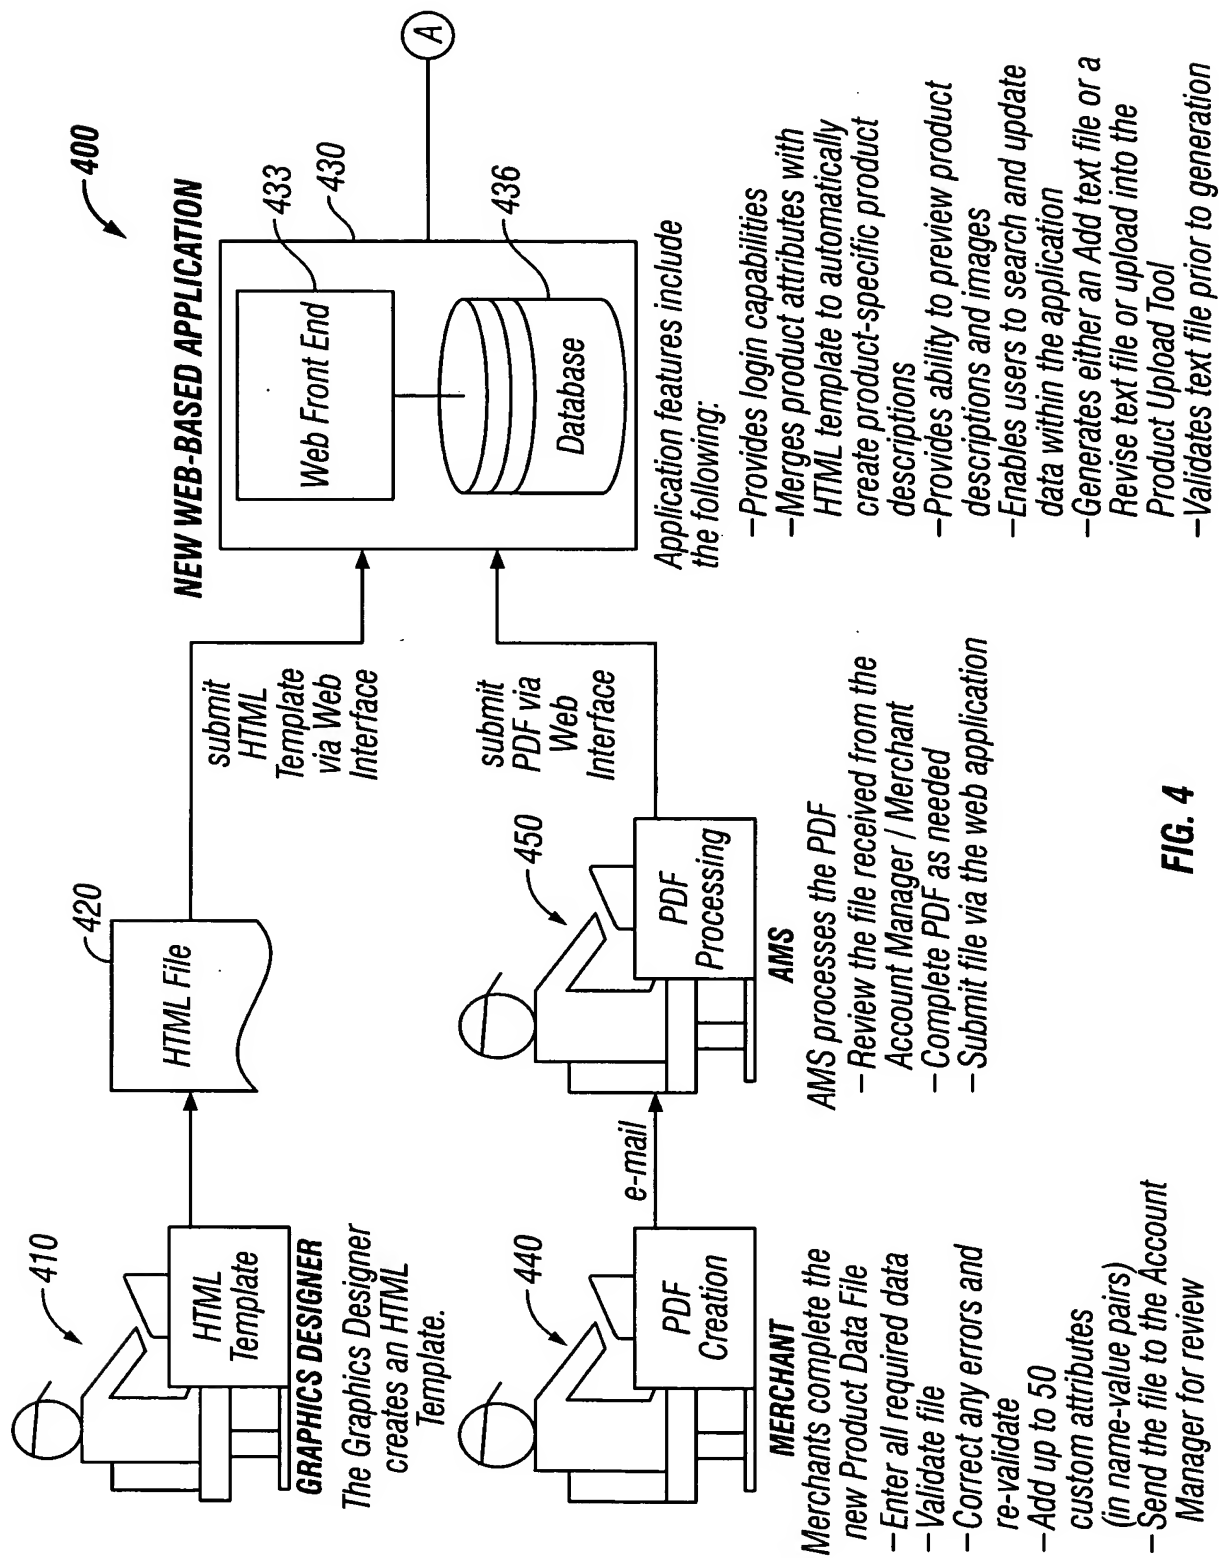 400
NEW WEB-BASED APPLICATION
433
430
Web Front End
436
Database
A
410
HTML
Template
GRAPHICS DESIGNER
The Graphics Designer
creates an HTML
Template.
420
HTML File
submit
HTML
Template
via Web
Interface
440
PDF
Creation
MERCHANT
Merchants complete the
new Product Data File
–Enter all required data
–Validate file
–Correct any errors and
re-validate
–Add up to 50
custom attributes
(in name-value pairs)
–Send the file to the Account
Manager for review
e-mail
450
PDF
Processing
AMS
AMS processes the PDF
–Review the file received from the
Account Manager / Merchant
–Complete PDF as needed
–Submit file via the web application
submit
PDF via
Web
Interface
Application features include
the following:
–Provides login capabilities
–Merges product attributes with
HTML template to automatically
create product-specific product
descriptions
–Provides ability to preview product
descriptions and images
–Enables users to search and update
data within the application
–Generates either an Add text file or a
Revise text file or upload into the
Product Upload Tool
–Validates text file prior to generation
FIG. 4